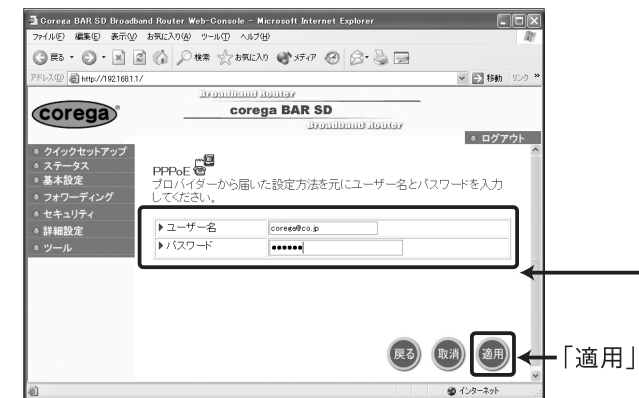 Corega BAR SD Broadband Router Web-Console - Microsoft Internet Explorer
ファイル(F) 編集(E) 表示(V) お気に入り(A) ツール(T) ヘルプ(H)
戻る 検索 お気に入り メディア
アドレス(D) http://192.168.1.1/ 移動 リンク »
Broadband Router
corega
corega BAR SD
Broadband Router
ログアウト
クイックセットアップ
ステータス
基本設定
フォワーディング
セキュリティ
詳細設定
ツール
PPPoE
プロバイダーから届いた設定方法を元にユーザー名とパスワードを入力
してください。
ユーザー名 corega@co.jp
パスワード ●●●●●●
戻る 取消 適用 「適用」
インターネット